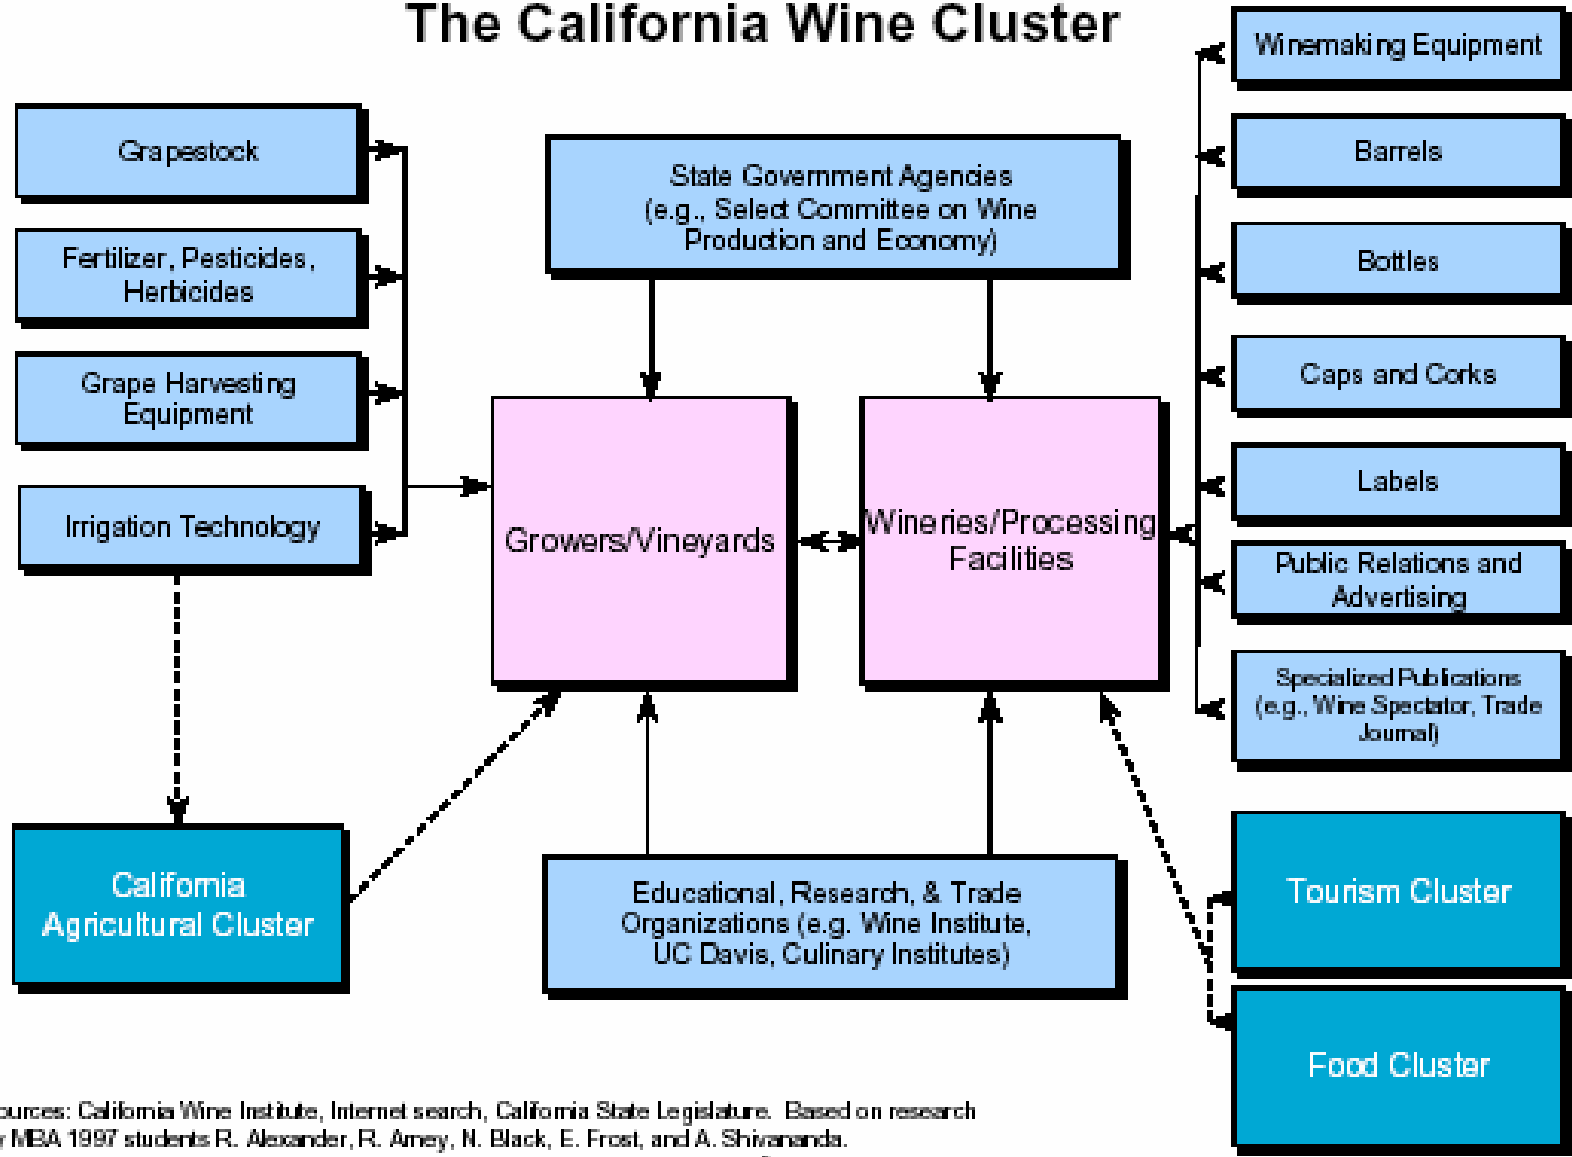 The California Wine Cluster
Grapestock
Fertilizer, Pesticides,
Herbicides
Grape Harvesting
Equipment
Irrigation Technology
California
Agricultural Cluster
State Government Agencies
(e.g., Select Committee on Wine
Production and Economy)
Growers/Vineyards
Wineries/Processing
Facilities
Educational, Research, & Trade
Organizations (e.g. Wine Institute,
UC Davis, Culinary Institutes)
Winemaking Equipment
Barrels
Bottles
Caps and Corks
Labels
Public Relations and
Advertising
Specialized Publications
(e.g., Wine Spectator, Trade
Journal)
Tourism Cluster
Food Cluster
ources: California Wine Institute, Internet search, California State Legislature. Based on research
y MBA 1997 students R. Alexander, R. Arney, N. Black, E. Frost, and A. Shivananda.